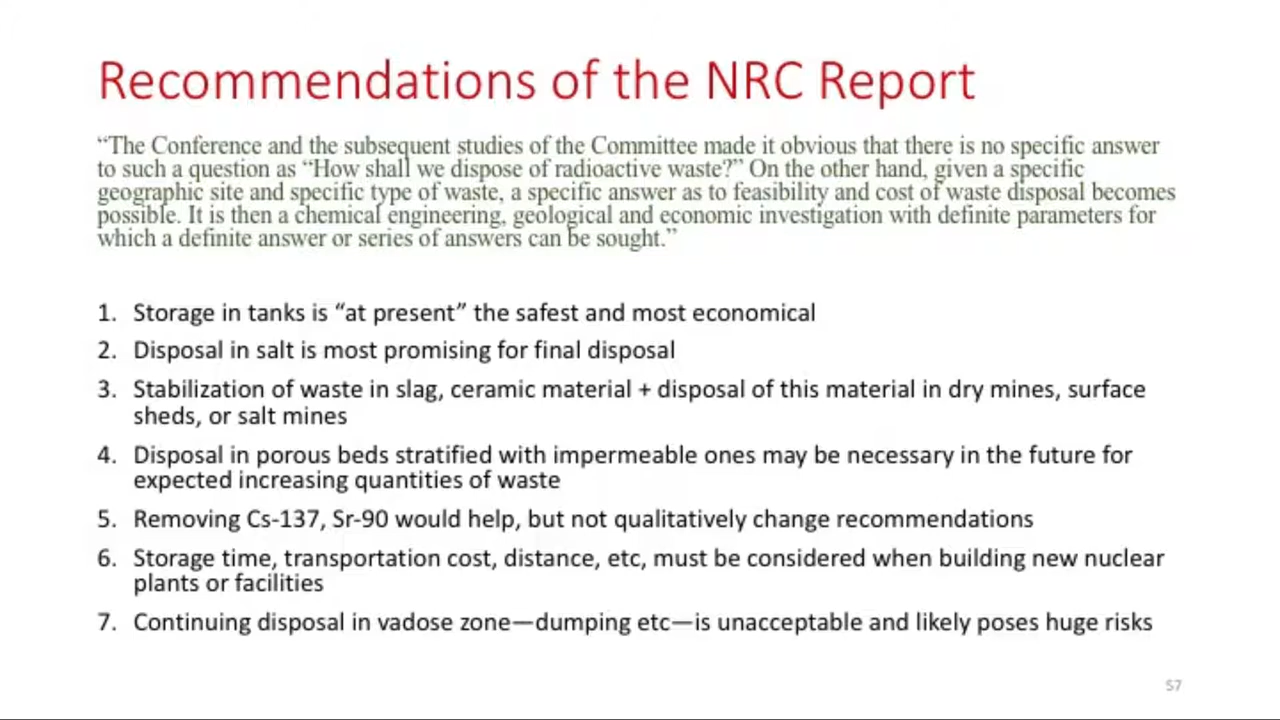 Recommendations of the NRC Report
“The Conference and the subsequent studies of the Committee made it obvious that there is no specific answer
to such a question as “How shall we dispose of radioactive waste?” On the other hand, given a specific
geographic site and specific type of waste, a specific answer as to feasibility and cost of waste disposal becomes
possible. It is then a chemical engineering, geological and economic investigation with definite parameters for
which a definite answer or series of answers can be sought.”
1. Storage in tanks is “at present” the safest and most economical
2. Disposal in salt is most promising for final disposal
3. Stabilization of waste in slag, ceramic material + disposal of this material in dry mines, surface
sheds, or salt mines
4. Disposal in porous beds stratified with impermeable ones may be necessary in the future for
expected increasing quantities of waste
5. Removing Cs-137, Sr-90 would help, but not qualitatively change recommendations
6. Storage time, transportation cost, distance, etc, must be considered when building new nuclear
plants or facilities
7. Continuing disposal in vadose zone—dumping etc—is unacceptable and likely poses huge risks
57